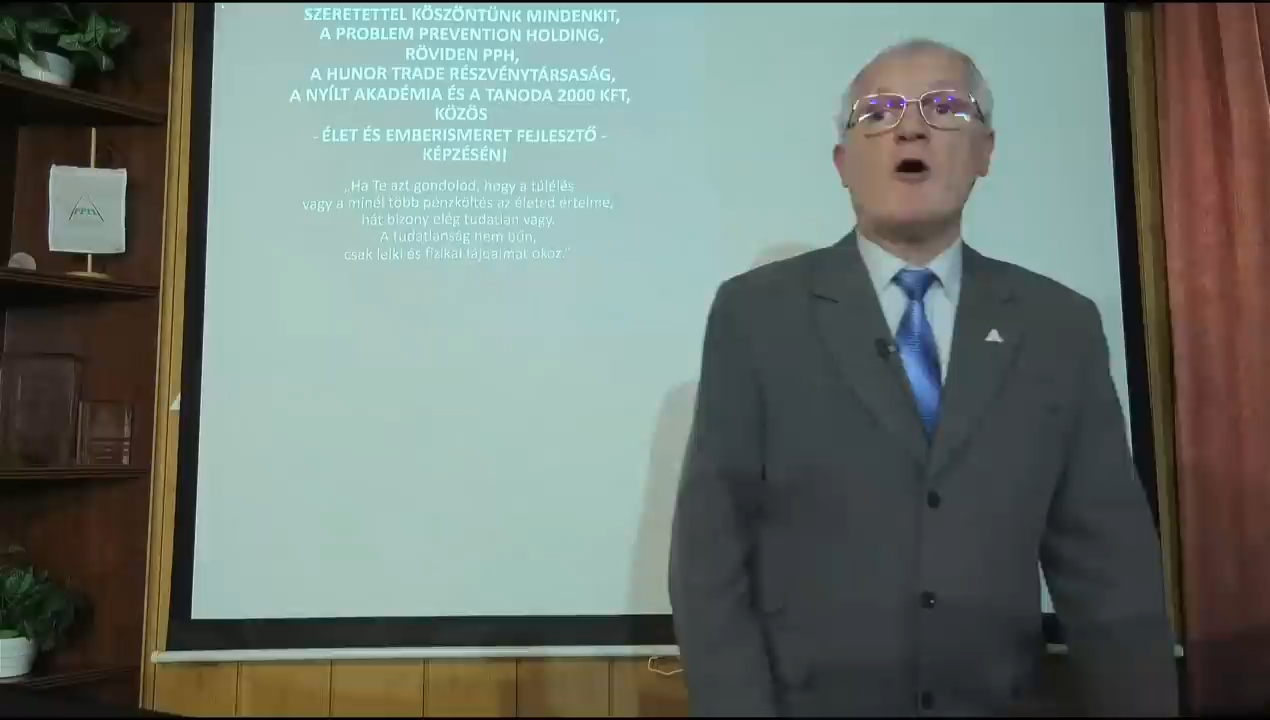 SZERETETTEL KÖSZÖNTÜNK MINDENKIT,
A PROBLEM PREVENTION HOLDING,
RÖVIDEN PPH,
A HUNOR TRADE RÉSZVÉNYTÁRSASÁG,
A NYÍLT AKADÉMIA ÉS A TANODA 2000 KFT,
KÖZÖS
- ÉLET ÉS EMBERISMERET FEJLESZTŐ -
KÉPZÉSÉN!
„Ha Te azt gondolod, hogy a túlélés
vagy a minél több pénzköltés az életed értelme,
hát bizony elég tudatlan vagy.
A tudatlanság nem bűn,
csak lelki és fizikai fájdalmat okoz.”
PPH